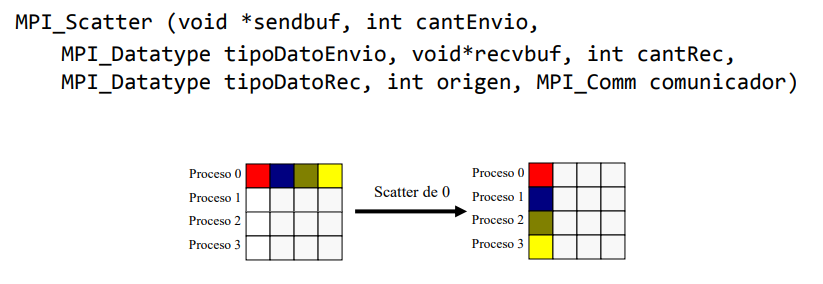 MPI_Scatter (void *sendbuf, int cantEnvio,
MPI_Datatype tipoDatoEnvio, void*recvbuf, int cantRec,
MPI_Datatype tipoDatoRec, int origen, MPI_Comm comunicador)
Proceso 0
Proceso 1
Proceso 2
Proceso 3
Scatter de 0
Proceso 0
Proceso 1
Proceso 2
Proceso 3